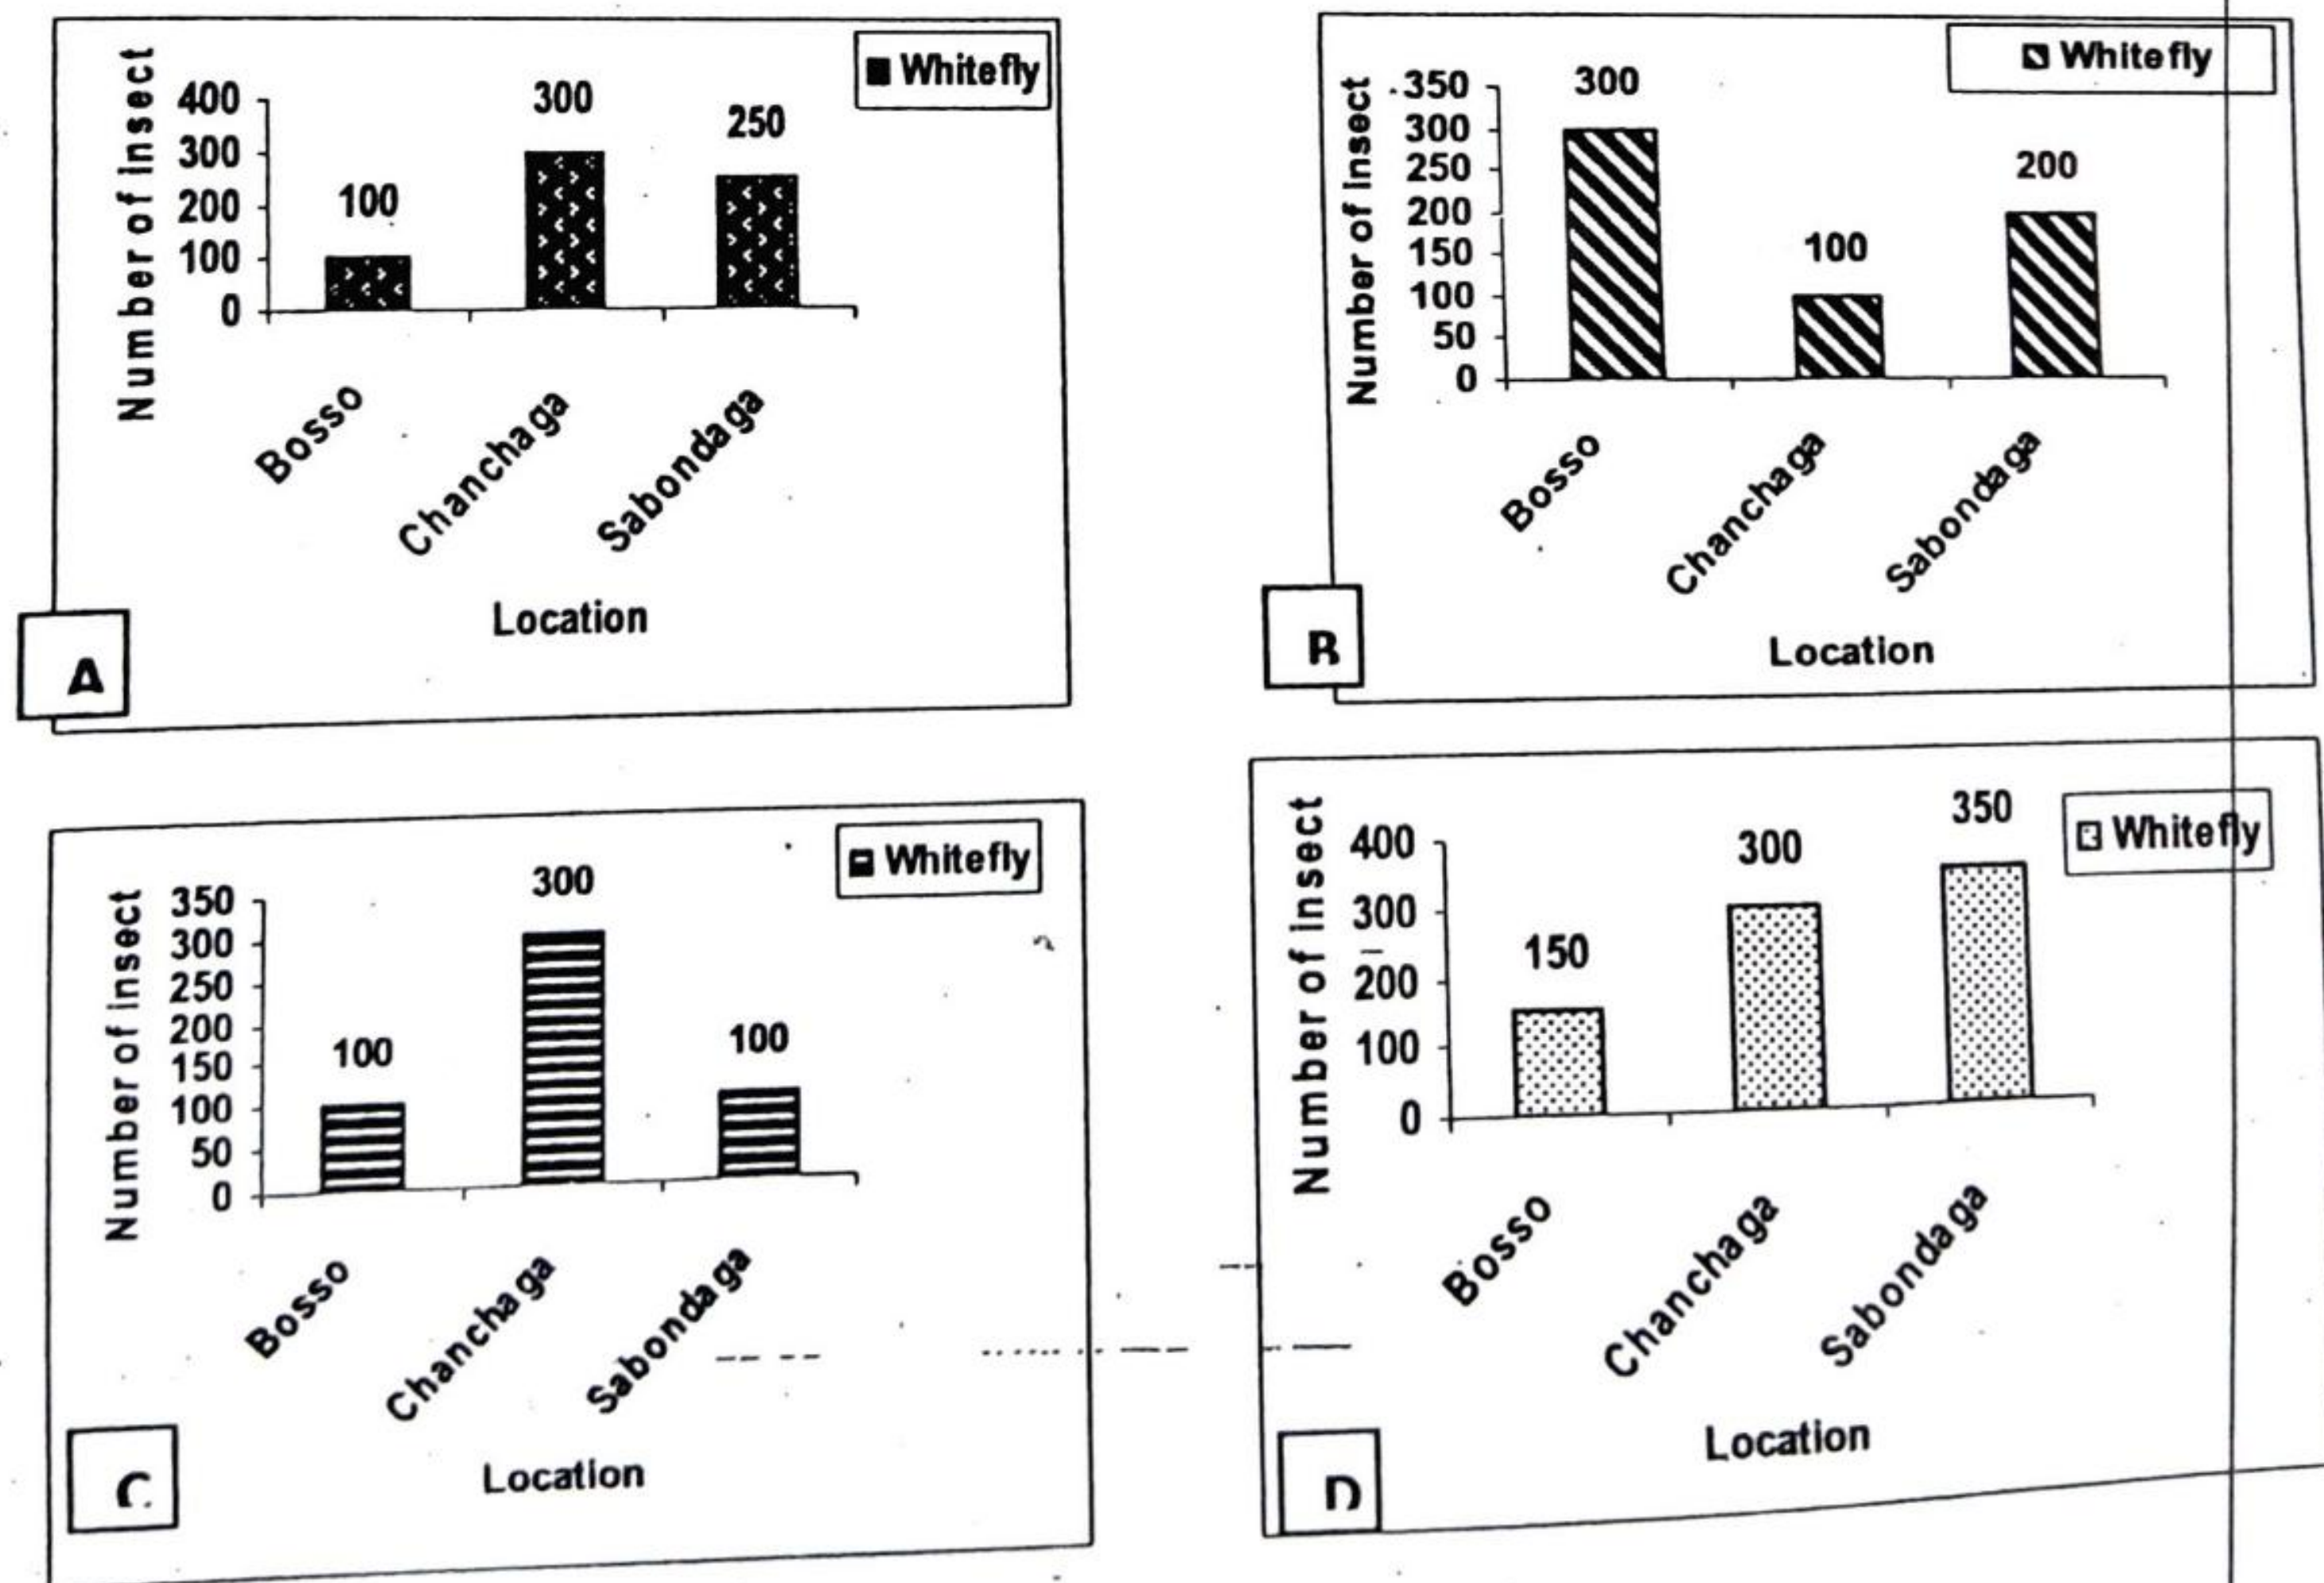 Whitefly
Number of insect
400
300
200
100
0
100
300
250
Bosso
Chanchaga
Sabondaga
Location
A
Whitefly
Number of insect
350
300
250
200
150
100
50
0
300
100
200
Bosso
Chanchaga
Sabondaga
Location
B
Whitefly
Number of insect
350
300
250
200
150
100
50
0
100
300
100
Bosso
Chanchaga
Sabondaga
Location
C
Whitefly
Number of insect
400
300
200
100
0
150
300
350
Bosso
Chanchaga
Sabondaga
Location
D